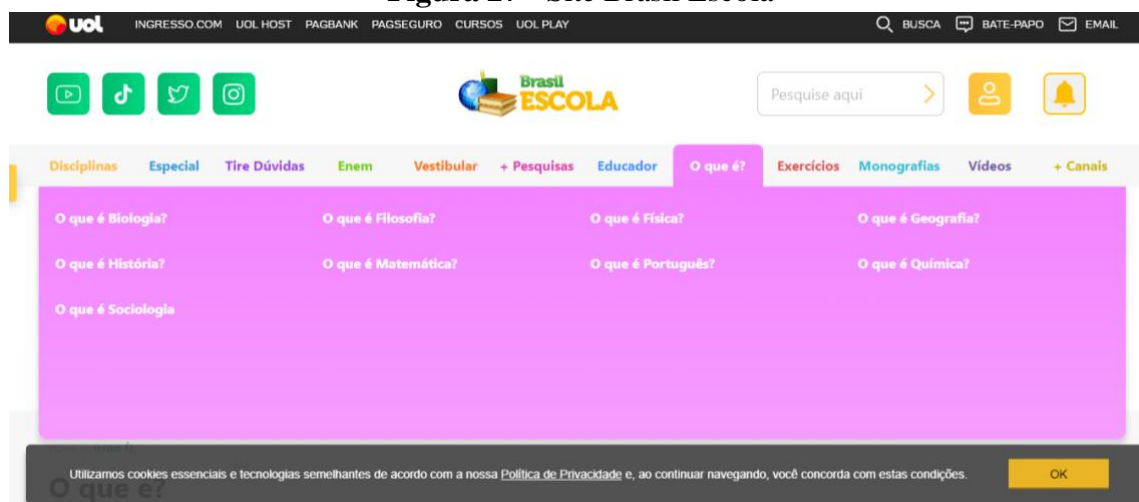 uol INGRESSO.COM UOL HOST PAGBANK PAGSEGURO CURSOS UOL PLAY BUSCA BATE-PAPO EMAIL
Brasil
ESCOLA
Pesquise aqui
Disciplinas Especial Tire Dúvidas Enem Vestibular + Pesquisas Educador O que é? Exercícios Monografias Vídeos + Canais
O que é Biologia? O que é Filosofia? O que é Física? O que é Geografia?
O que é História? O que é Matemática? O que é Português? O que é Química?
O que é Sociologia
Utilizamos cookies essenciais e tecnologias semelhantes de acordo com a nossa Política de Privacidade e, ao continuar navegando, você concorda com estas condições. OK
O que é?